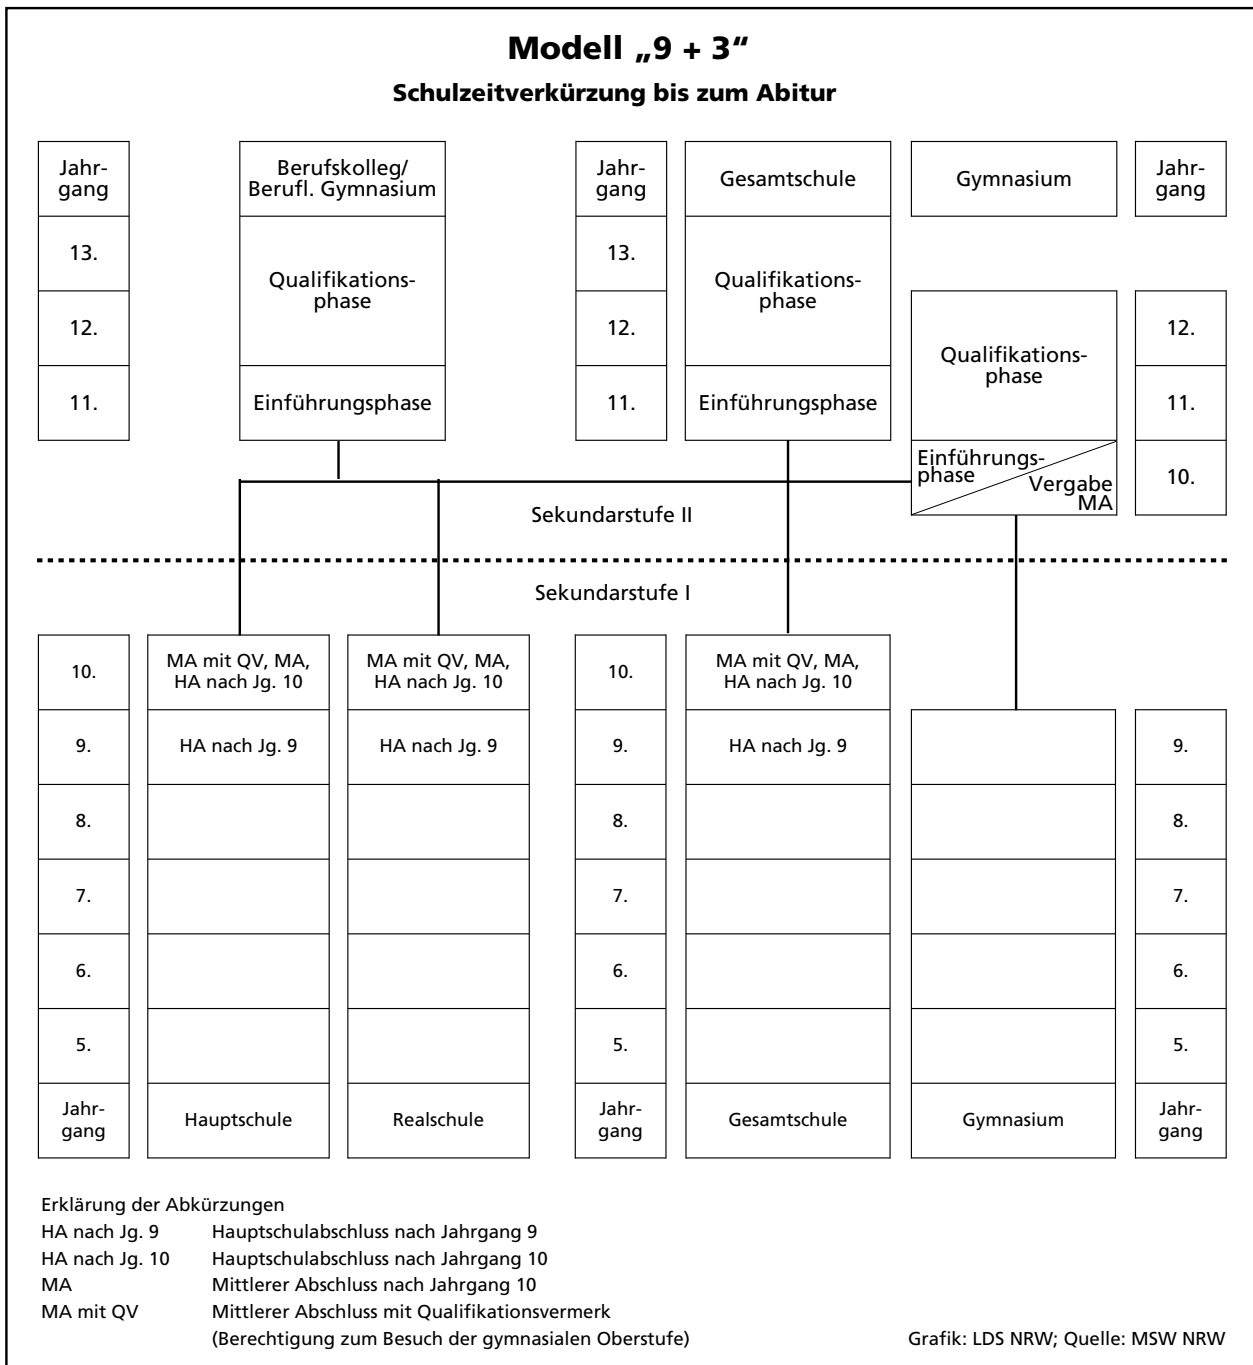 Modell „9 + 3“
Schulzeitverkürzung bis zum Abitur
Jahr-
gang
Berufskolleg/
Berufl. Gymnasium
Jahr-
gang
Gesamtschule
Gymnasium
Jahr-
gang
13.
Qualifikations-
phase
12.
11.
Einführungsphase
13.
Qualifikations-
phase
12.
11.
Einführungsphase
Qualifikations-
phase
12.
11.
Einführungs-
phase
Vergabe
MA
10.
Sekundarstufe II
Sekundarstufe I
10.
MA mit QV, MA,
HA nach Jg. 10
MA mit QV, MA,
HA nach Jg. 10
10.
MA mit QV, MA,
HA nach Jg. 10
9.
HA nach Jg. 9
HA nach Jg. 9
9.
HA nach Jg. 9
9.
8.
8.
8.
7.
7.
7.
6.
6.
6.
5.
5.
5.
Jahr-
gang
Hauptschule
Realschule
Jahr-
gang
Gesamtschule
Gymnasium
Jahr-
gang
Erklärung der Abkürzungen
HA nach Jg. 9 Hauptschulabschluss nach Jahrgang 9
HA nach Jg. 10 Hauptschulabschluss nach Jahrgang 10
MA Mittlerer Abschluss nach Jahrgang 10
MA mit QV Mittlerer Abschluss mit Qualifikationsvermerk
(Berechtigung zum Besuch der gymnasialen Oberstufe)
Grafik: LDS NRW; Quelle: MSW NRW